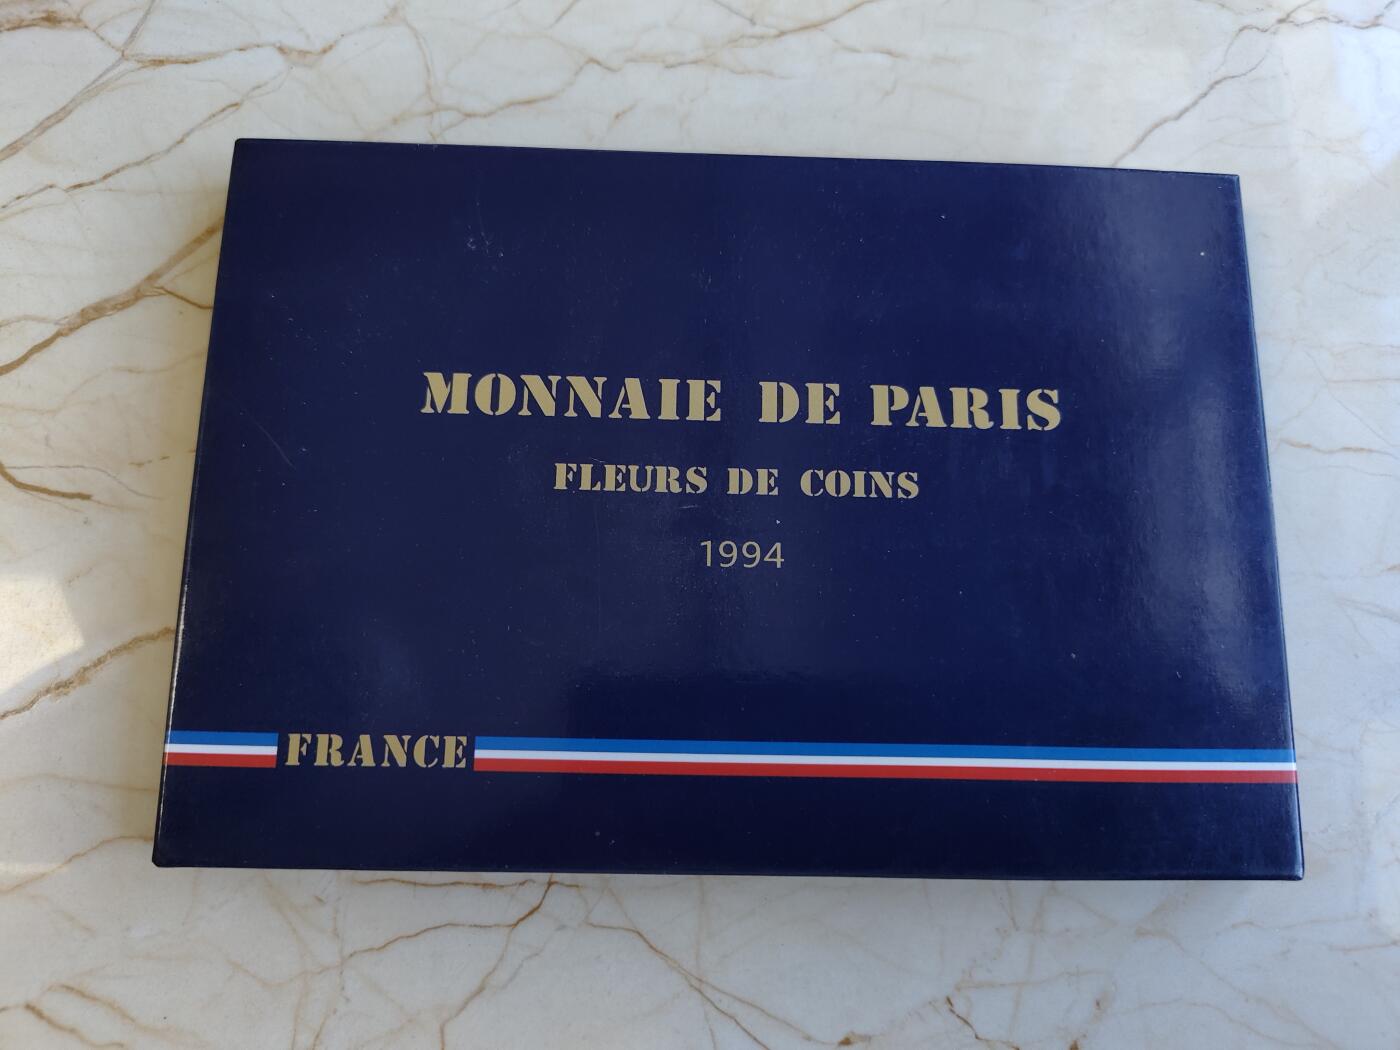 MONNAIE DE PARIS
FLEURS DE COINS
1994
FRANCE